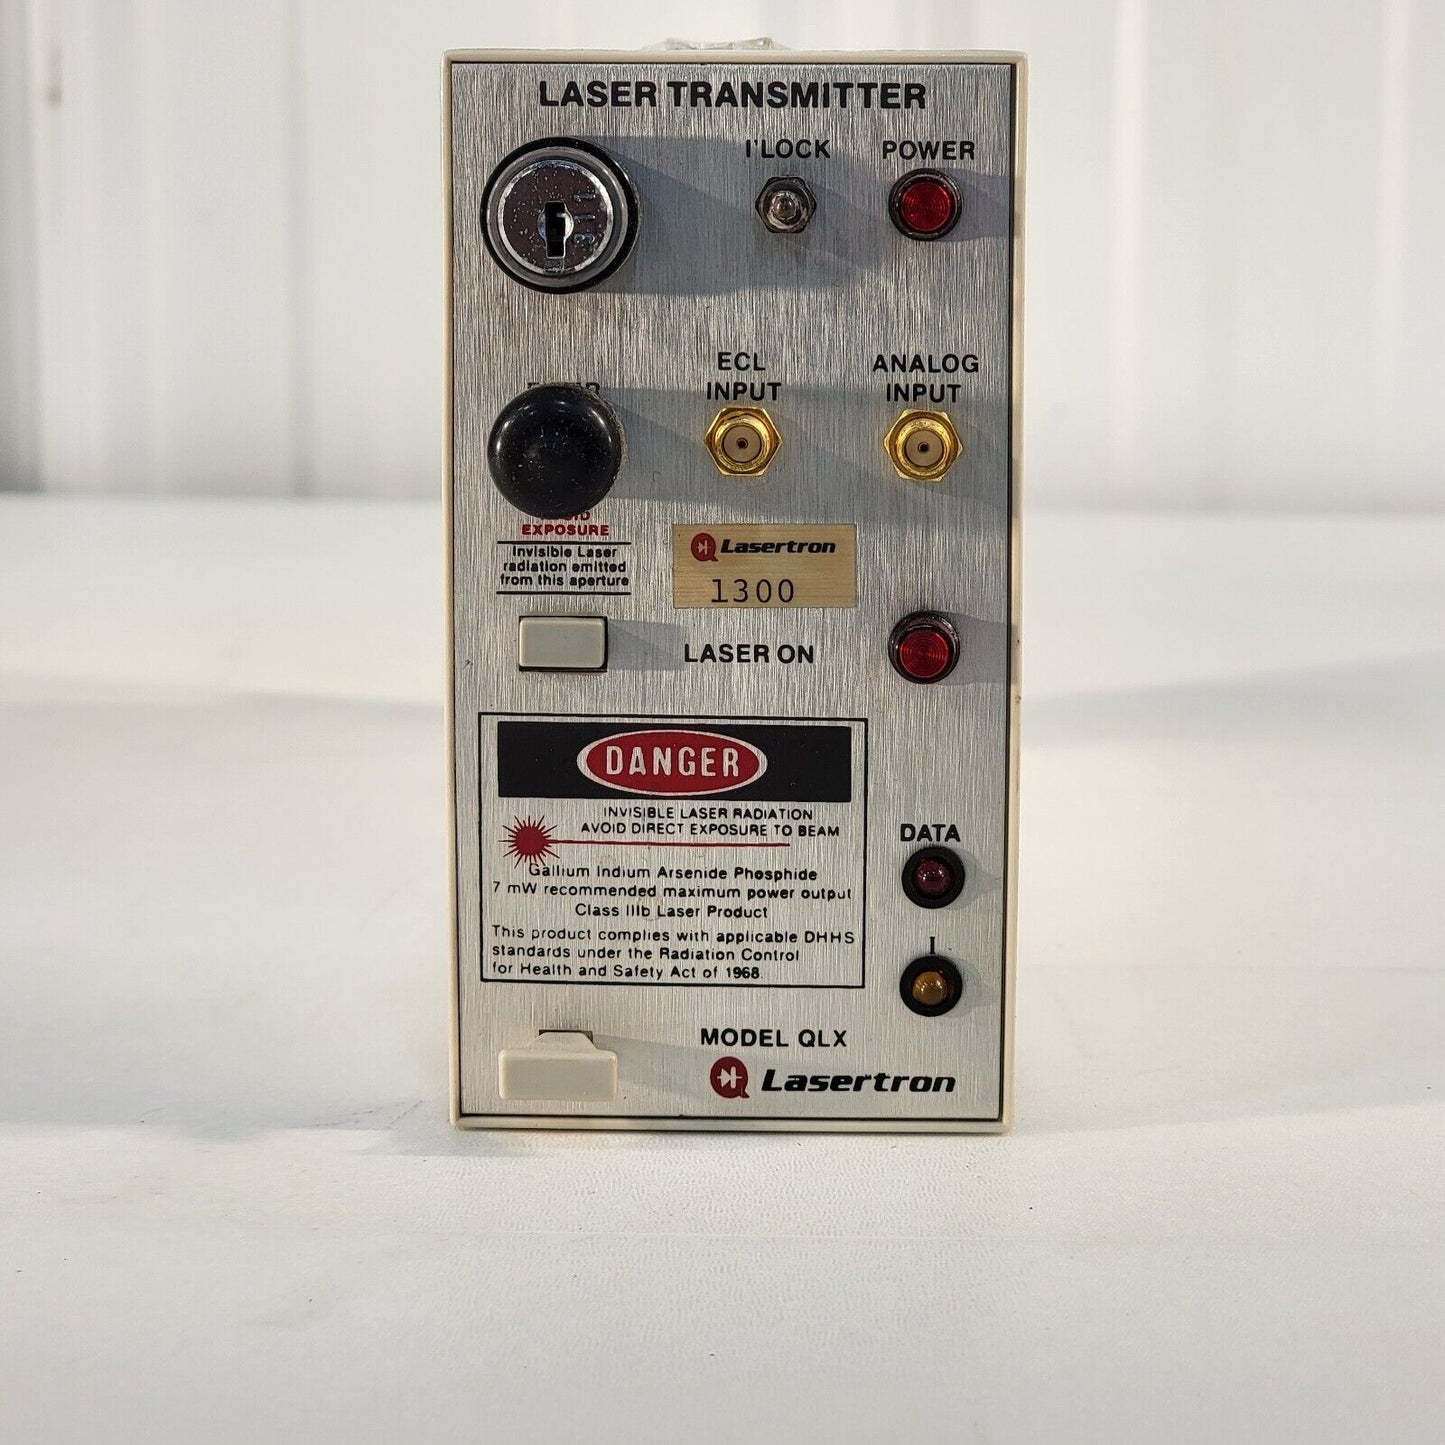 LASER TRANSMITTER
I'LOCK
POWER
311
ECL
INPUT
ANALOG
INPUT
EXPOSURE
Invisible Laser
radiation emitted
from this aperture
Lasertron
1300
LASER ON
DANGER
INVISIBLE LASER RADIATION
AVOID DIRECT EXPOSURE TO BEAM
Gallium Indium Arsenide Phosphide
7 mW recommended maximum power output
Class IIIb Laser Product
This product complies with applicable DHHS
standards under the Radiation Control
for Health and Safety Act of 1968.
DATA
I
MODEL QLX
Lasertron